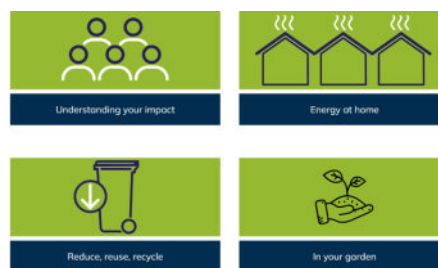 Understanding your impact
Energy at home
Reduce, reuse, recycle
In your garden